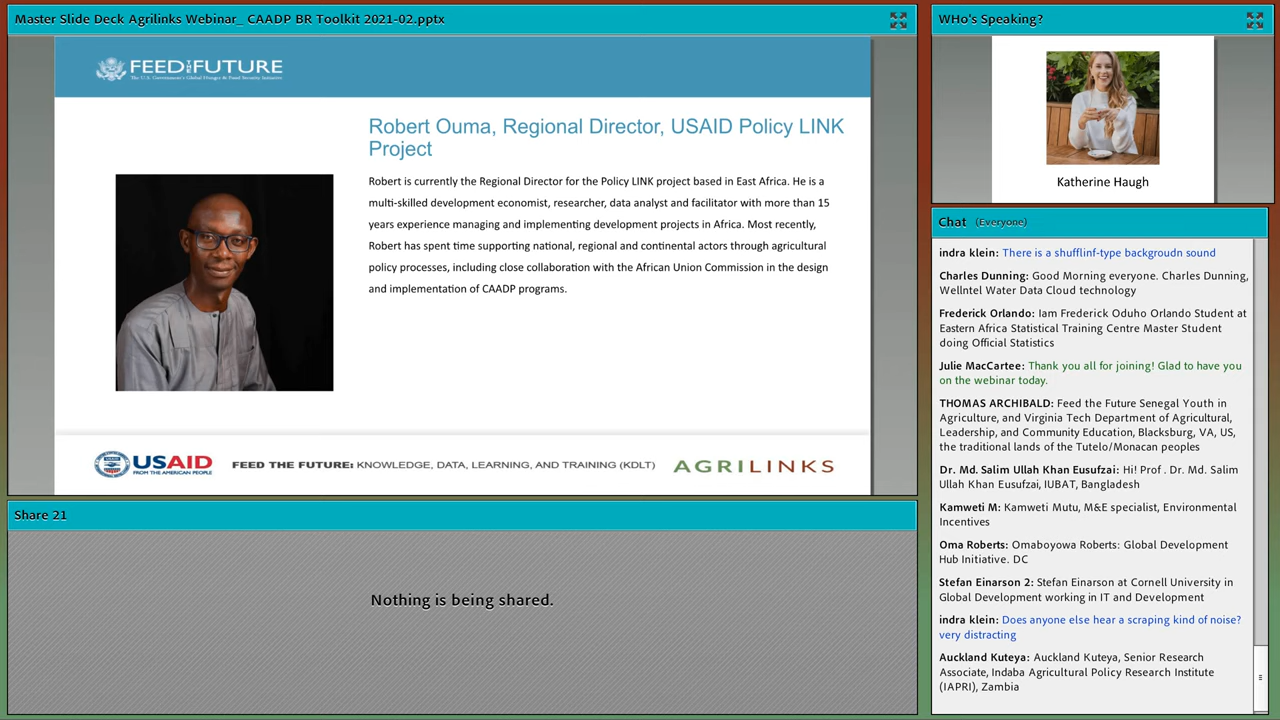 Master Slide Deck Agrilinks Webinar_ CAADP BR Toolkit 2021-02.pptx
FEED THE FUTURE
The U.S. Government's Global Hunger & Food Security Initiative
Robert Ouma, Regional Director, USAID Policy LINK
Project
Robert is currently the Regional Director for the Policy LINK project based in East Africa. He is a
multi-skilled development economist, researcher, data analyst and facilitator with more than 15
years experience managing and implementing development projects in Africa. Most recently,
Robert has spent time supporting national, regional and continental actors through agricultural
policy processes, including close collaboration with the African Union Commission in the design
and implementation of CAADP programs.
USAID
FROM THE AMERICAN PEOPLE
FEED THE FUTURE: KNOWLEDGE, DATA, LEARNING, AND TRAINING (KDLT)
AGRILINKS
Share 21
Nothing is being shared.
WHo's Speaking?
Katherine Haugh
Chat (Everyone)
indra klein: There is a shufflinf-type backgroudn sound
Charles Dunning: Good Morning everyone. Charles Dunning,
Wellntel Water Data Cloud technology
Frederick Orlando: Iam Frederick Oduho Orlando Student at
Eastern Africa Statistical Training Centre Master Student
doing Official Statistics
Julie MacCartee: Thank you all for joining! Glad to have you
on the webinar today.
THOMAS ARCHIBALD: Feed the Future Senegal Youth in
Agriculture, and Virginia Tech Department of Agricultural,
Leadership, and Community Education, Blacksburg, VA, US,
the traditional lands of the Tutelo/Monacan peoples
Dr. Md. Salim Ullah Khan Eusufzai: Hi! Prof . Dr. Md. Salim
Ullah Khan Eusufzai, IUBAT, Bangladesh
Kamweti M: Kamweti Mutu, M&E specialist, Environmental
Incentives
Oma Roberts: Omaboyowa Roberts: Global Development
Hub Initiative. DC
Stefan Einarson 2: Stefan Einarson at Cornell University in
Global Development working in IT and Development
indra klein: Does anyone else hear a scraping kind of noise?
very distracting
Auckland Kuteya: Auckland Kuteya, Senior Research
Associate, Indaba Agricultural Policy Research Institute
(IAPRI), Zambia